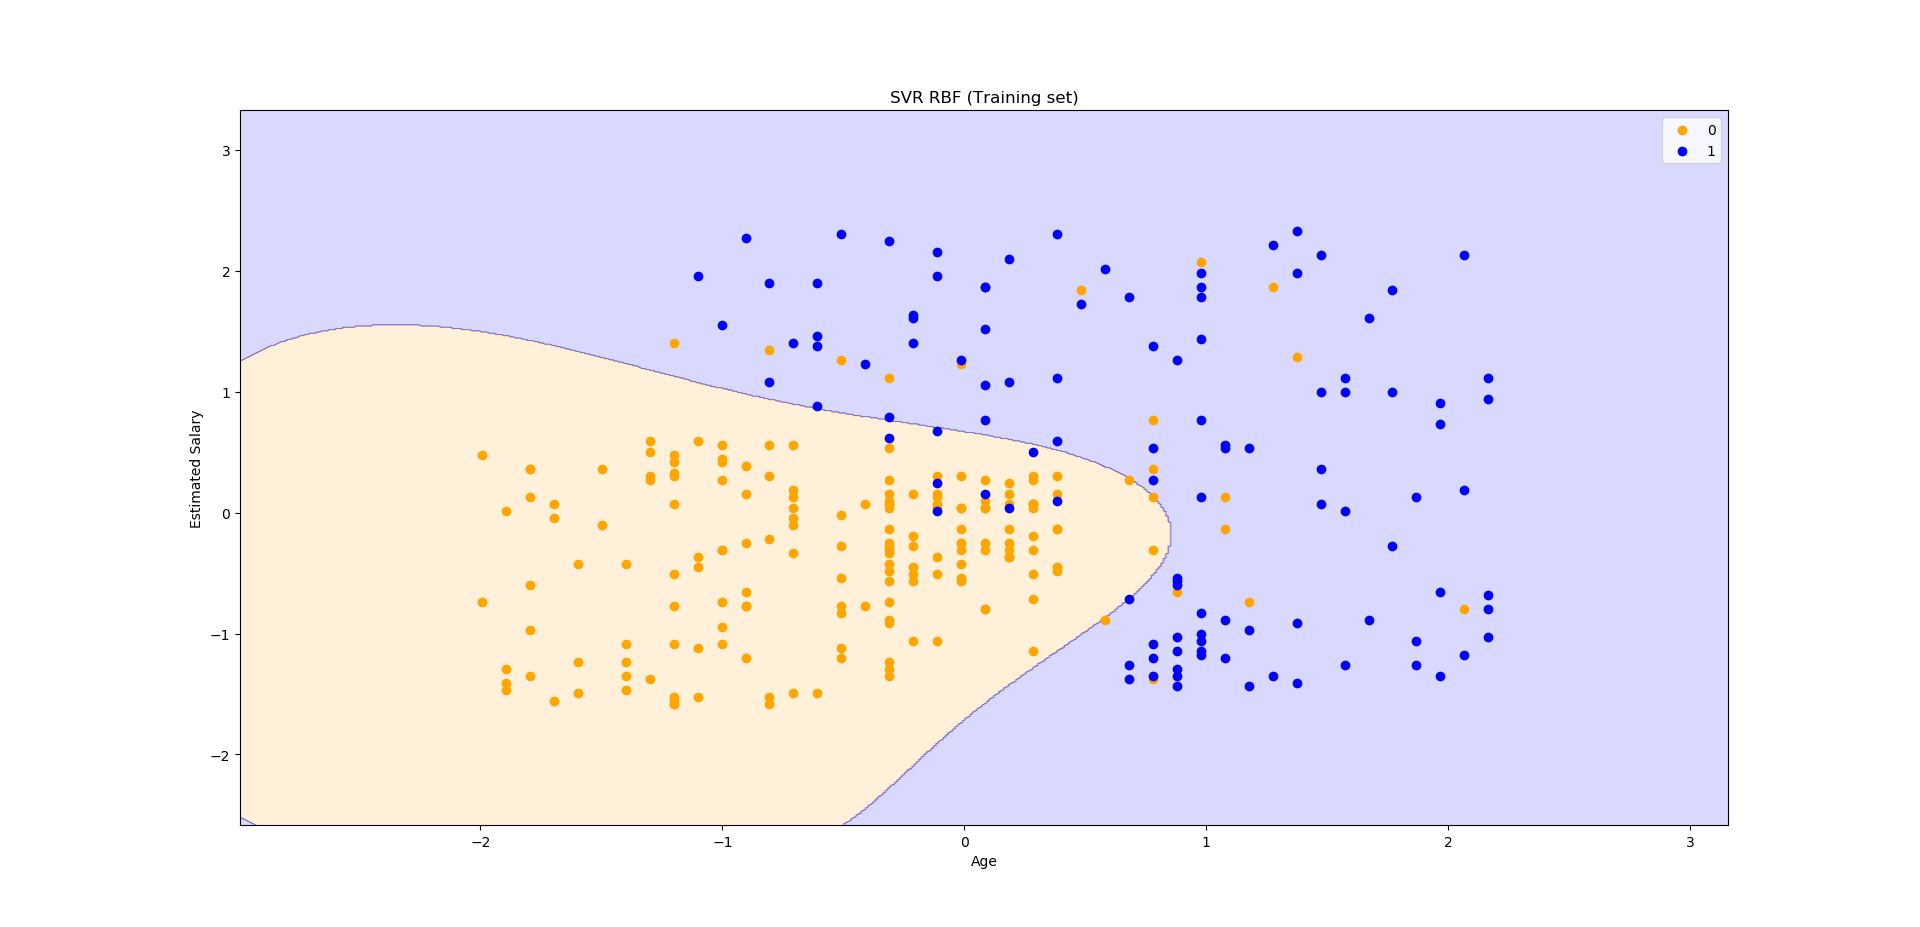 SVR RBF (Training set)
0
1
3
2
1
0
−1
−2
Estimated Salary
−2 −1 0 1 2 3
Age